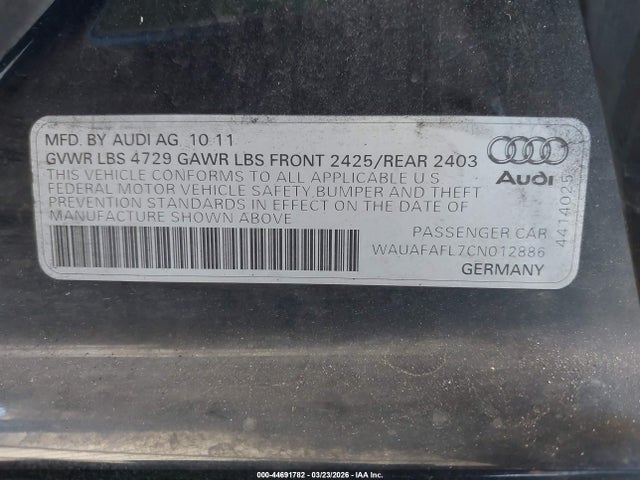 MFD. BY AUDI AG 10 11
GVWR LBS 4729 GAWR LBS FRONT 2425/REAR 2403
THIS VEHICLE CONFORMS TO ALL APPLICABLE U S
FEDERAL MOTOR VEHICLE SAFETY, BUMPER AND THEFT
PREVENTION STANDARDS IN EFFECT ON THE DATE OF
MANUFACTURE SHOWN ABOVE
Audi
4414025
PASSENGER CAR
WAUAFAFL7CN012886
GERMANY
000-44691782 - 03/23/2026 - IAA Inc.